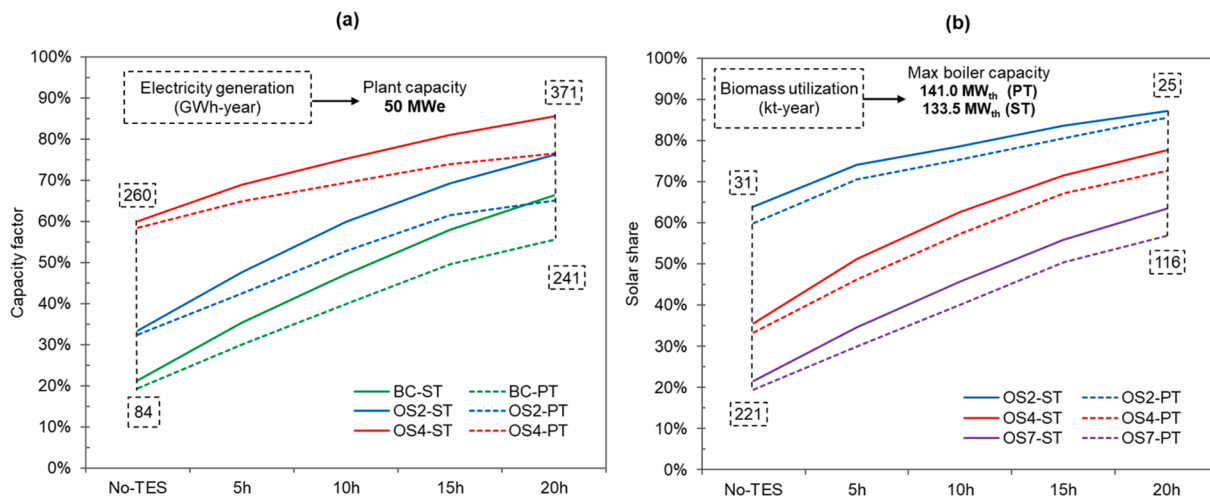 (a)
100%
90%
80%
70%
60%
50%
40%
30%
20%
10%
0%
Capacity factor
Electricity generation
(GWh-year)
Plant capacity
50 MWe
371
260
241
84
BC-ST
BC-PT
OS2-ST
OS2-PT
OS4-ST
OS4-PT
No-TES
5h
10h
15h
20h
(b)
100%
90%
80%
70%
60%
50%
40%
30%
20%
10%
0%
Solar share
Biomass utilization
(kt-year)
Max boiler capacity
141.0 MWth (PT)
133.5 MWth (ST)
25
31
116
221
OS2-ST
OS2-PT
OS4-ST
OS4-PT
OS7-ST
OS7-PT
No-TES
5h
10h
15h
20h